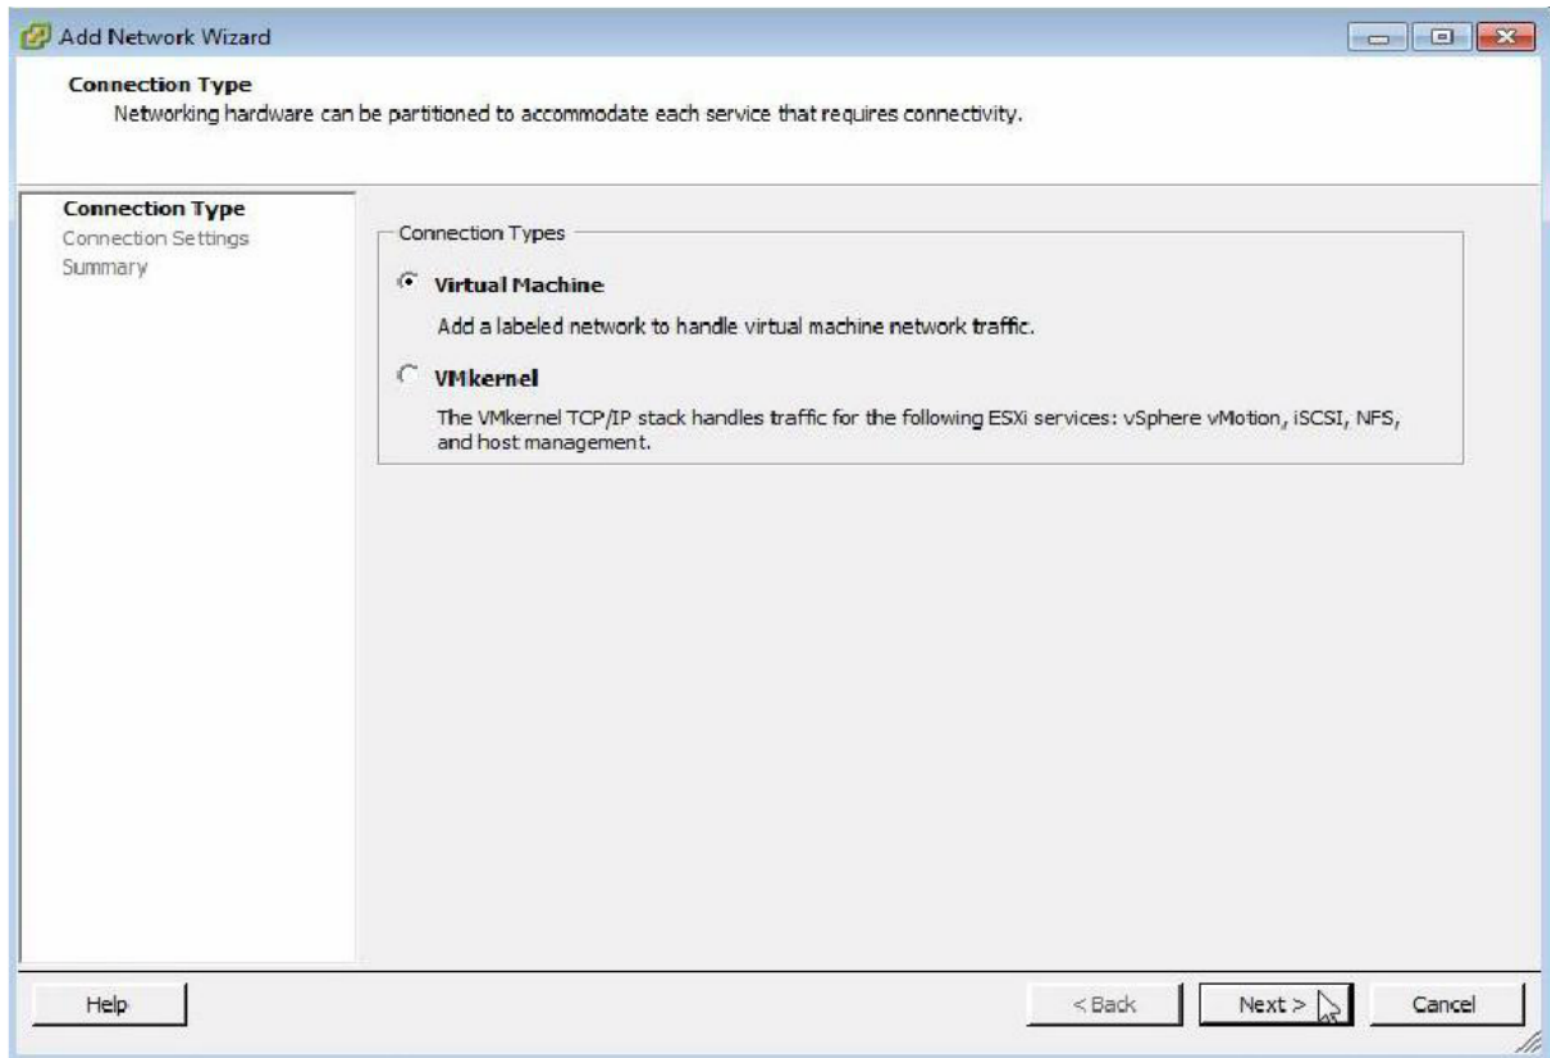 Add Network Wizard
Connection Type
Networking hardware can be partitioned to accommodate each service that requires connectivity.
Connection Type
Connection Settings
Summary
Connection Types
Virtual Machine
Add a labeled network to handle virtual machine network traffic.
VMkernel
The VMkernel TCP/IP stack handles traffic for the following ESXi services: vSphere vMotion, iSCSI, NFS,
and host management.
Help
< Back
Next >
Cancel